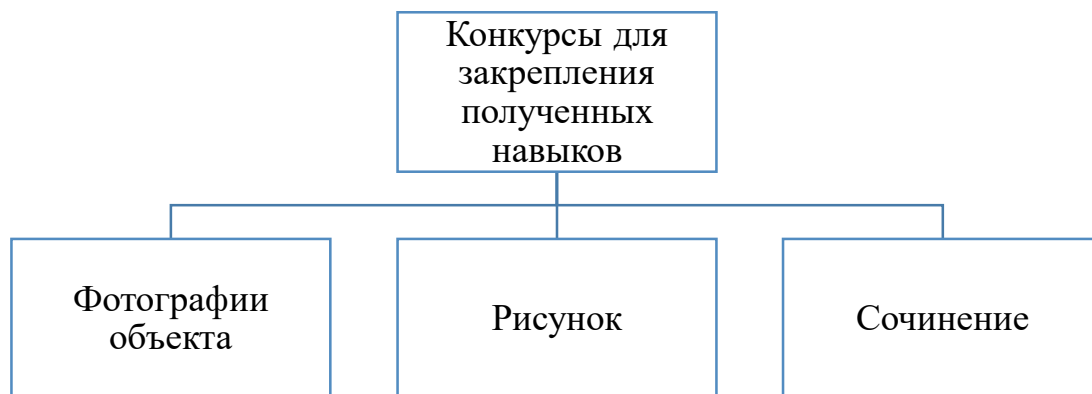 Конкурсы для
закрепления
полученных
навыков
Фотографии
объекта
Рисунок
Сочинение